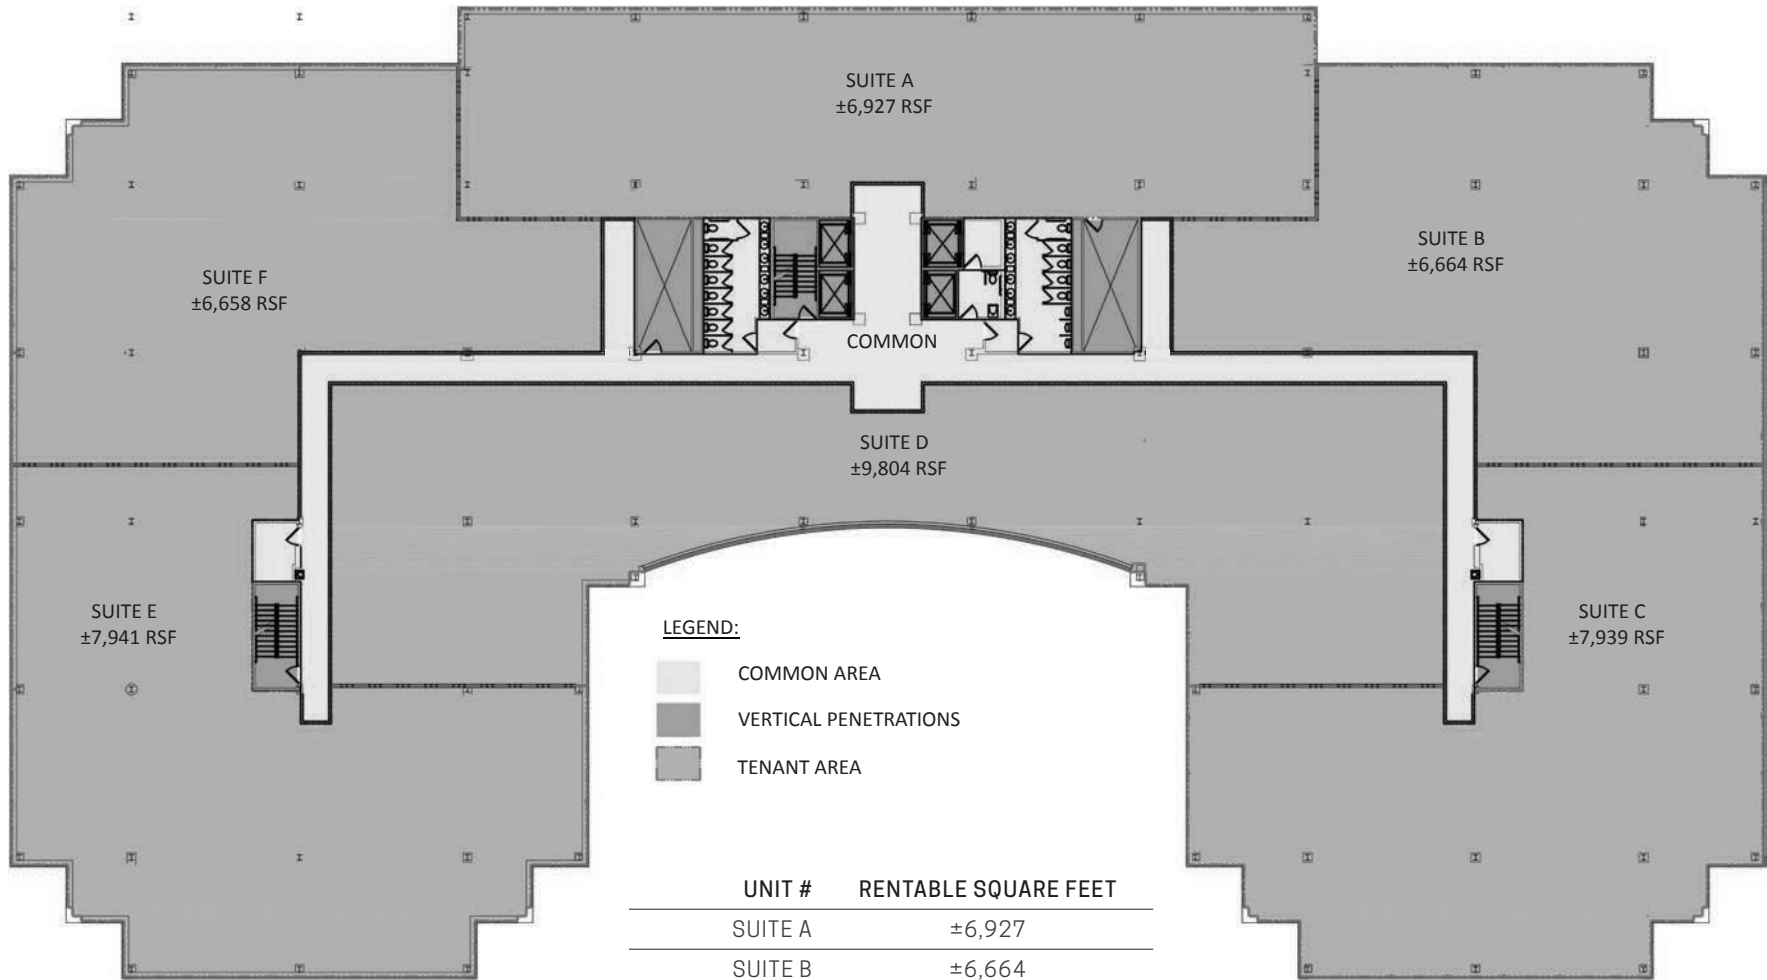 SUITE A
±6,927 RSF
SUITE B
±6,664 RSF
SUITE F
±6,658 RSF
COMMON
SUITE D
±9,804 RSF
SUITE E
±7,941 RSF
SUITE C
±7,939 RSF
LEGEND:
COMMON AREA
VERTICAL PENETRATIONS
TENANT AREA
UNIT # RENTABLE SQUARE FEET
SUITE A ±6,927
SUITE B ±6,664